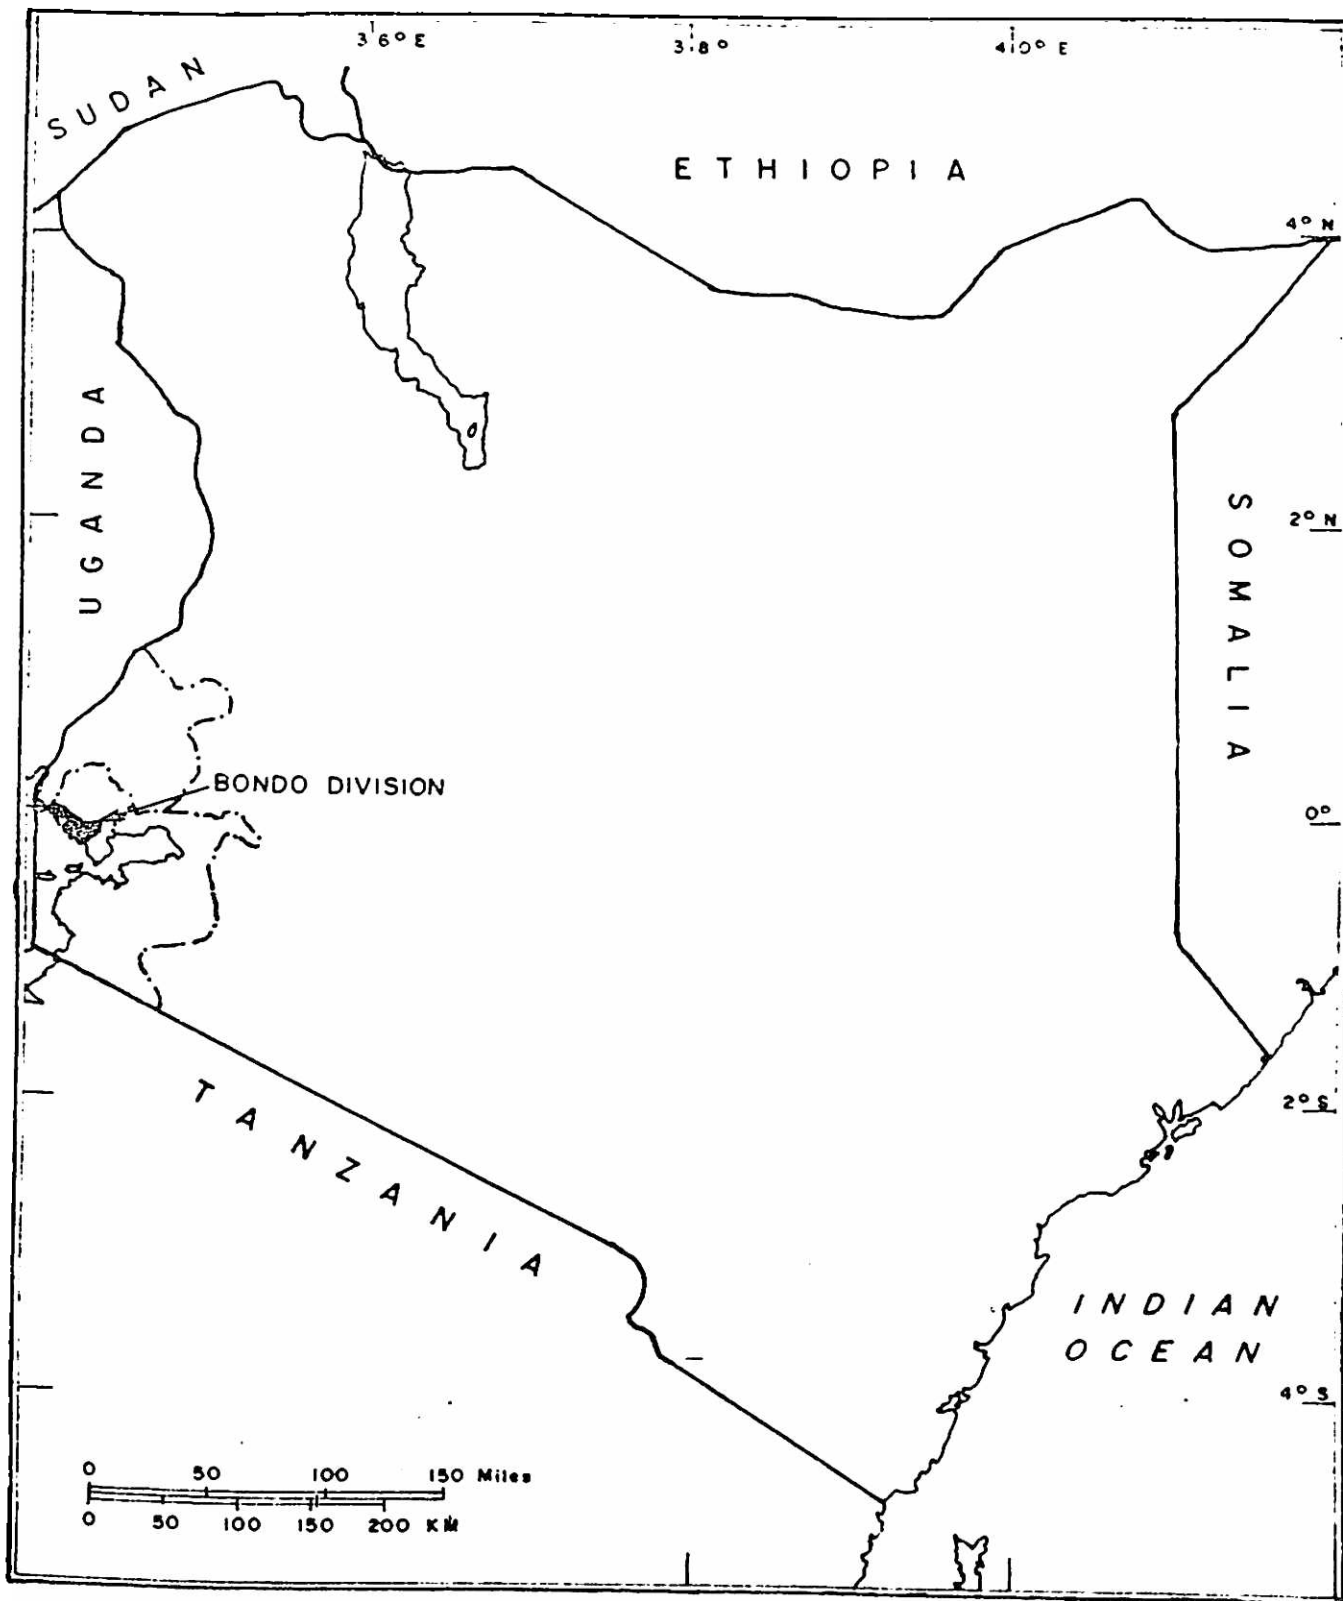 36° E 38° 40° E
SUDAN
ETHIOPIA
4° N
UGANDA
SOMALIA
2° N
BONDO DIVISION
0°
TANZANIA
2° S
INDIAN
OCEAN
4° S
0 50 100 150 Miles
0 50 100 150 200 KM